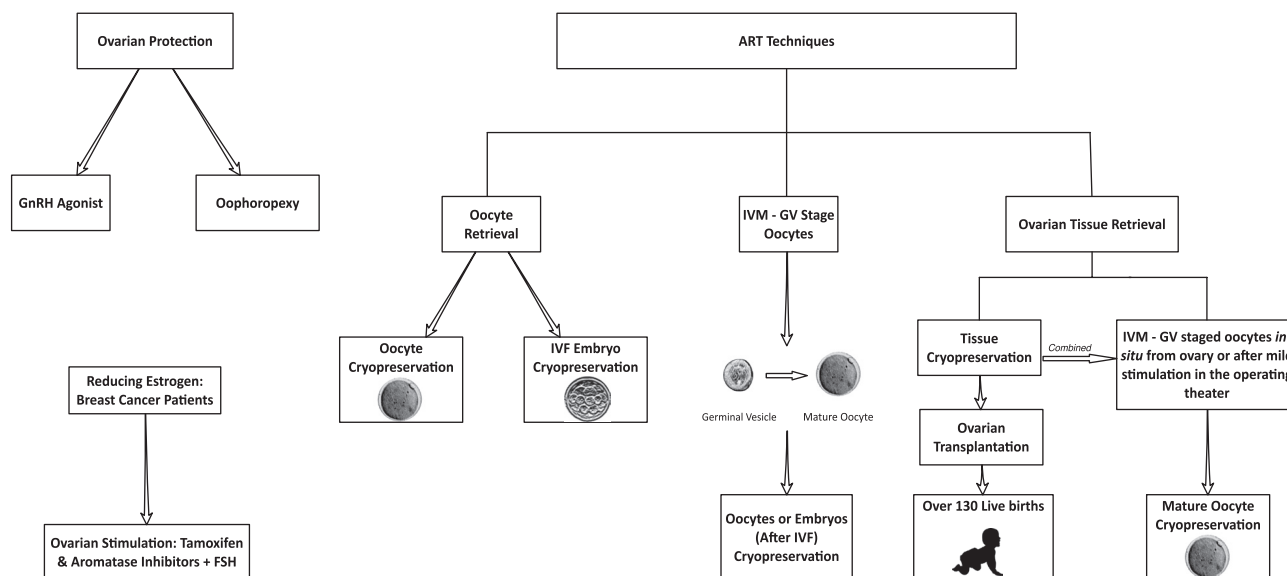 Ovarian Protection
ART Techniques
GnRH Agonist
Oophoropexy
Oocyte
Retrieval
IVM - GV Stage
Oocytes
Ovarian Tissue Retrieval
Oocyte
Cryopreservation
IVF Embryo
Cryopreservation
Germinal Vesicle
Mature Oocyte
Tissue
Cryopreservation
Combined
IVM - GV staged oocytes in
situ from ovary or after mild
stimulation in the operating
theater
Reducing Estrogen:
Breast Cancer Patients
Ovarian
Transplantation
Ovarian Stimulation: Tamoxifen
& Aromatase Inhibitors + FSH
Oocytes or Embryos
(After IVF)
Cryopreservation
Over 130 Live births
Mature Oocyte
Cryopreservation